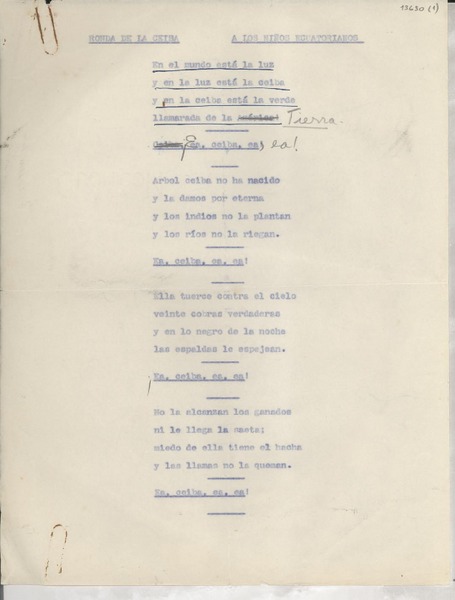 13630 (1)
RONDA DE LA CEIBA A LOS NIÑOS ECUATORIANOS
En el mundo está la luz
y en la luz está la ceiba
y en la ceiba está la verde
llamarada de la América! Tierra.
Ceiba, Ea, ceiba, ea, ea!
Arbol ceiba no ha nacido
y la damos por eterna
y los indios no la plantan
y los ríos no la riegan.
Ea, ceiba, ea, ea!
Ella tuerce contra el cielo
veinte cobras verdaderas
y en lo negro de la noche
las espaldas le espejean.
¡Ea, ceiba, ea, ea!
No la alcanzan los ganados
ni le llega la saeta;
miedo de ella tiene el hacha
y las llamas no la queman.
Ea, ceiba, ea, ea!